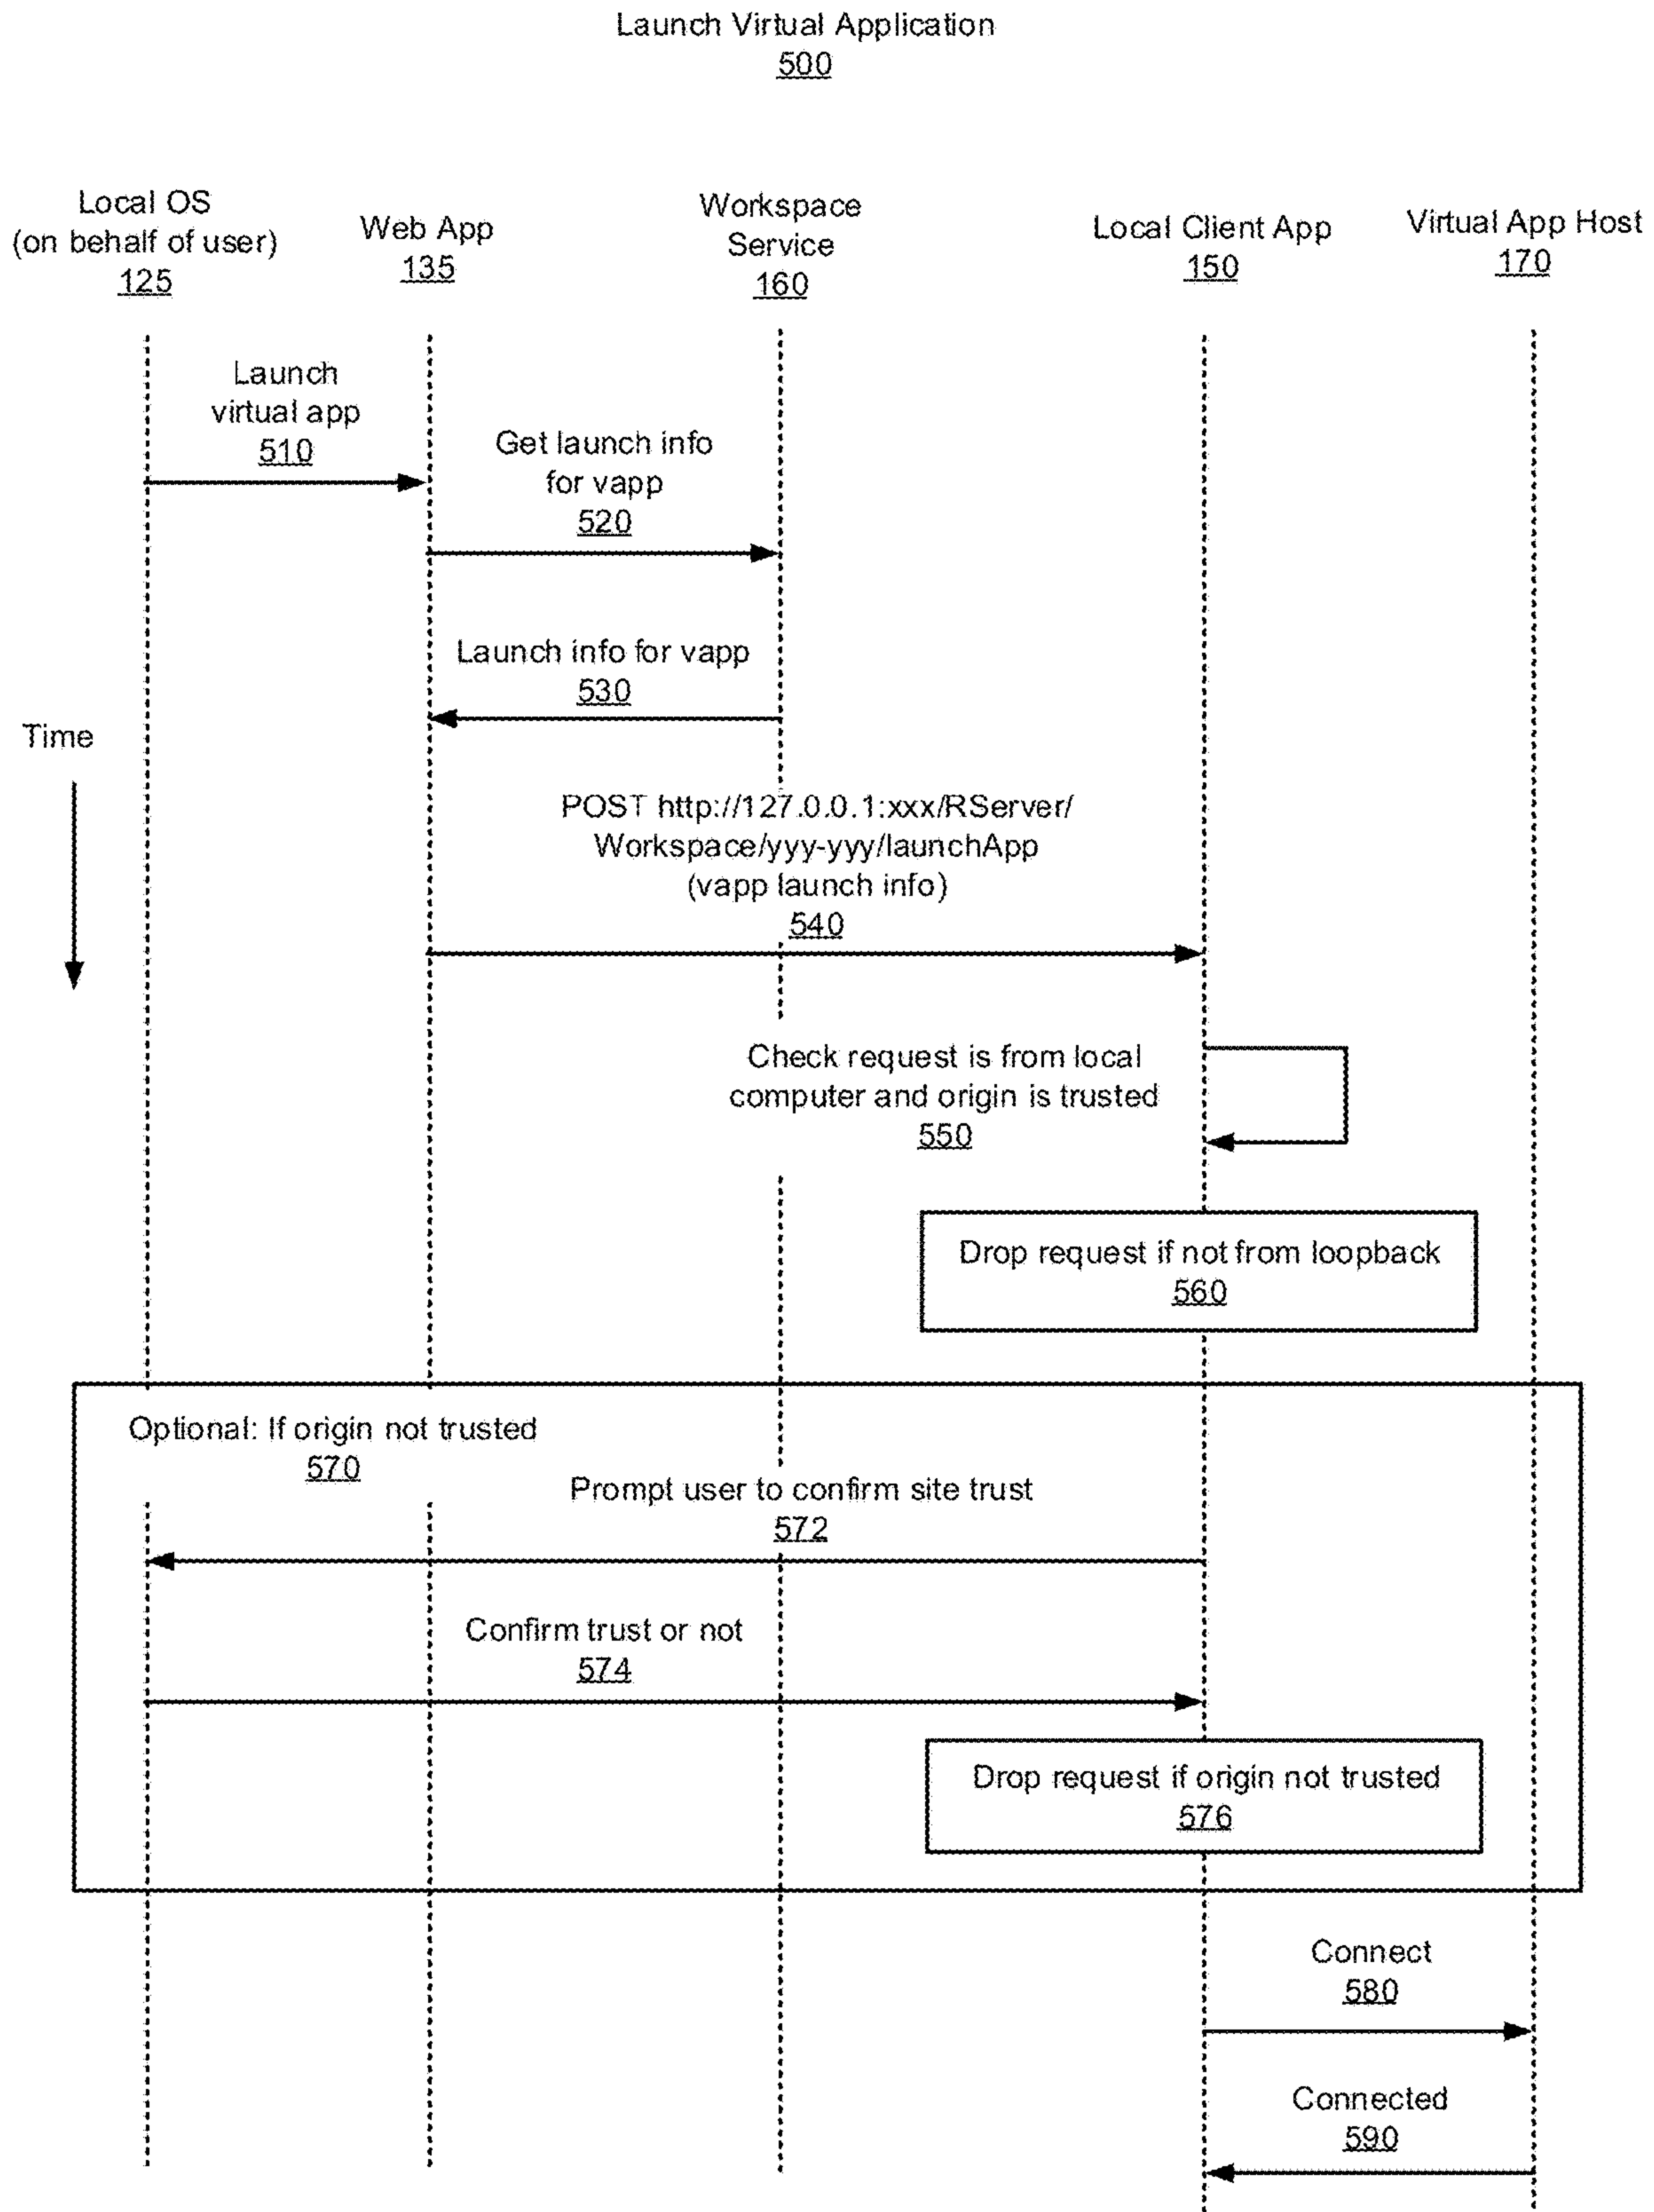 Launch Virtual Application
500
Local OS
(on behalf of user)
125
Web App
135
Workspace
Service
160
Local Client App
150
Virtual App Host
170
Launch
virtual app
510
Get launch info
for vapp
520
Launch info for vapp
530
Time
POST http://127.0.0.1:xxx/RServer/
Workspace/yyy-yyy/launchApp
(vapp launch info)
540
Check request is from local
computer and origin is trusted
550
Drop request if not from loopback
560
Optional: If origin not trusted
570
Prompt user to confirm site trust
572
Confirm trust or not
574
Drop request if origin not trusted
576
Connect
580
Connected
590